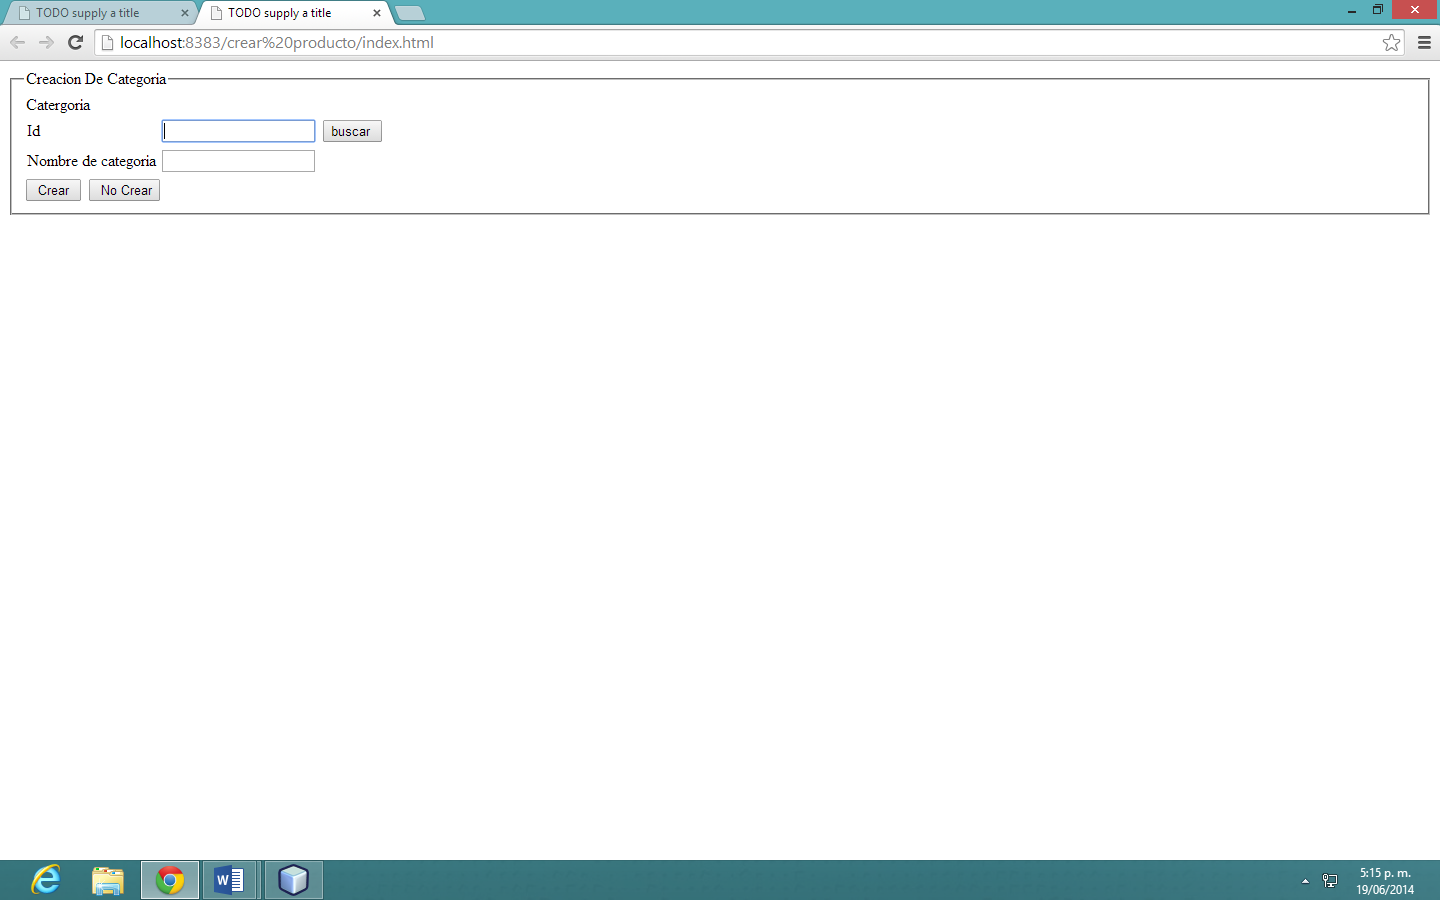 TODO supply a title
TODO supply a title
localhost:8383/crear%20producto/index.html
Creacion De Categoria
Catergoria
Id buscar
Nombre de categoria
Crear No Crear
W
5:15 p. m.
19/06/2014